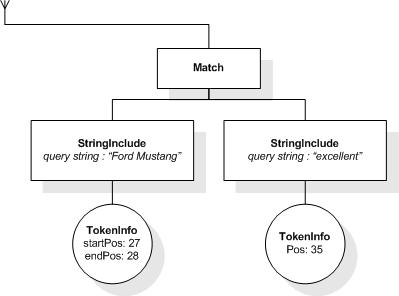 Match
StringInclude
query string : “Ford Mustang”
StringInclude
query string : “excellent”
TokenInfo
startPos: 27
endPos: 28
TokenInfo
Pos: 35